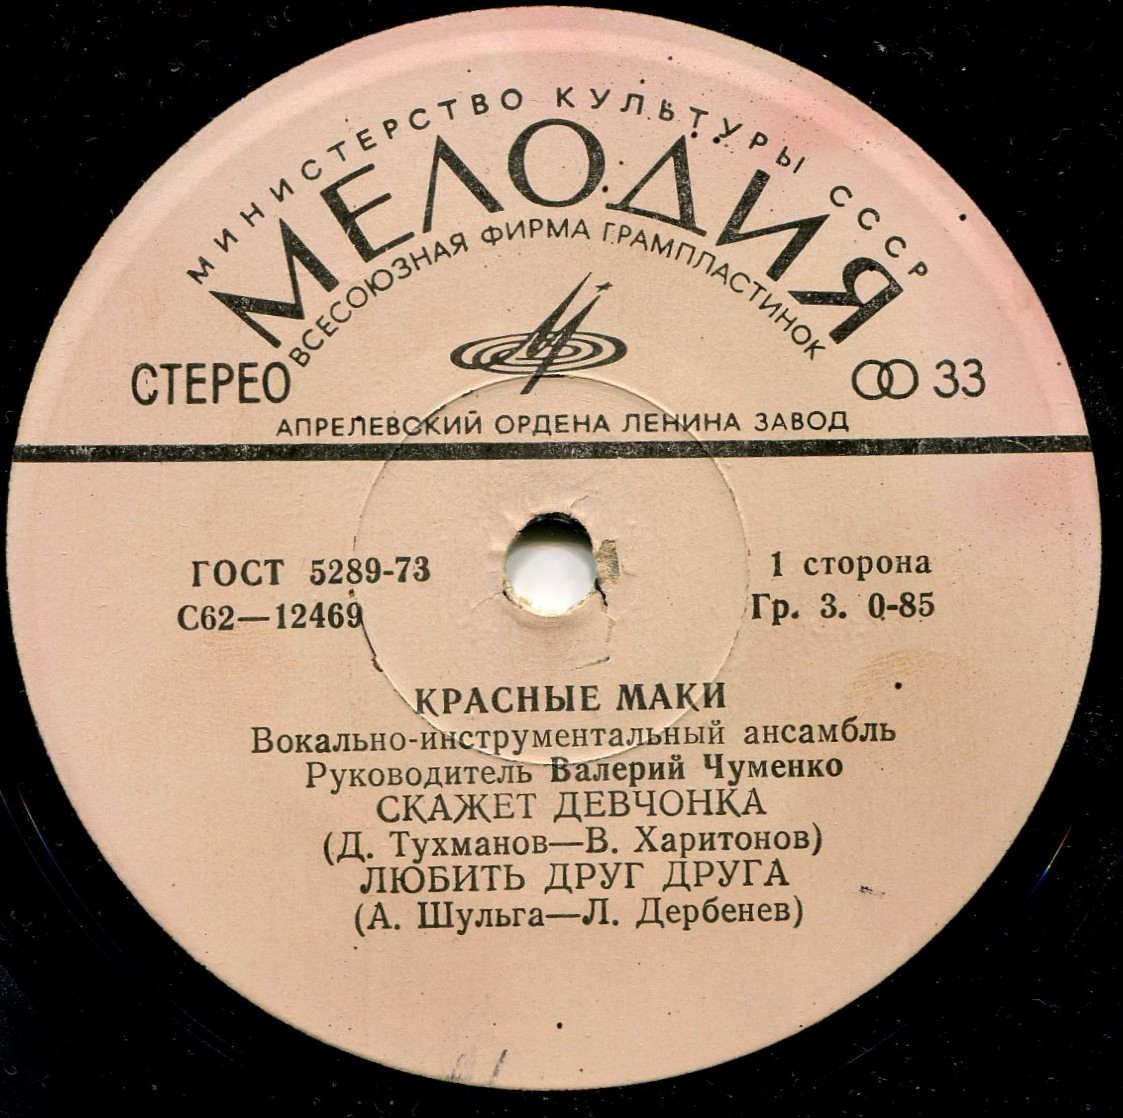 МИНИСТЕРСТВО КУЛЬТУРЫ СССР
МЕЛОДИЯ
ВСЕСОЮЗНАЯ ФИРМА ГРАМПЛАСТИНОК
СТЕРЕО 33
АПРЕЛЕВСКИЙ ОРДЕНА ЛЕНИНА ЗАВОД
ГОСТ 5289-73 1 сторона
С62—12469 Гр. 3. 0-85
КРАСНЫЕ МАКИ
Вокально-инструментальный ансамбль
Руководитель Валерий Чуменко
СКАЖЕТ ДЕВЧОНКА
(Д. Тухманов—В. Харитонов)
ЛЮБИТЬ ДРУГ ДРУГА
(А. Шульга—Л. Дербенев)